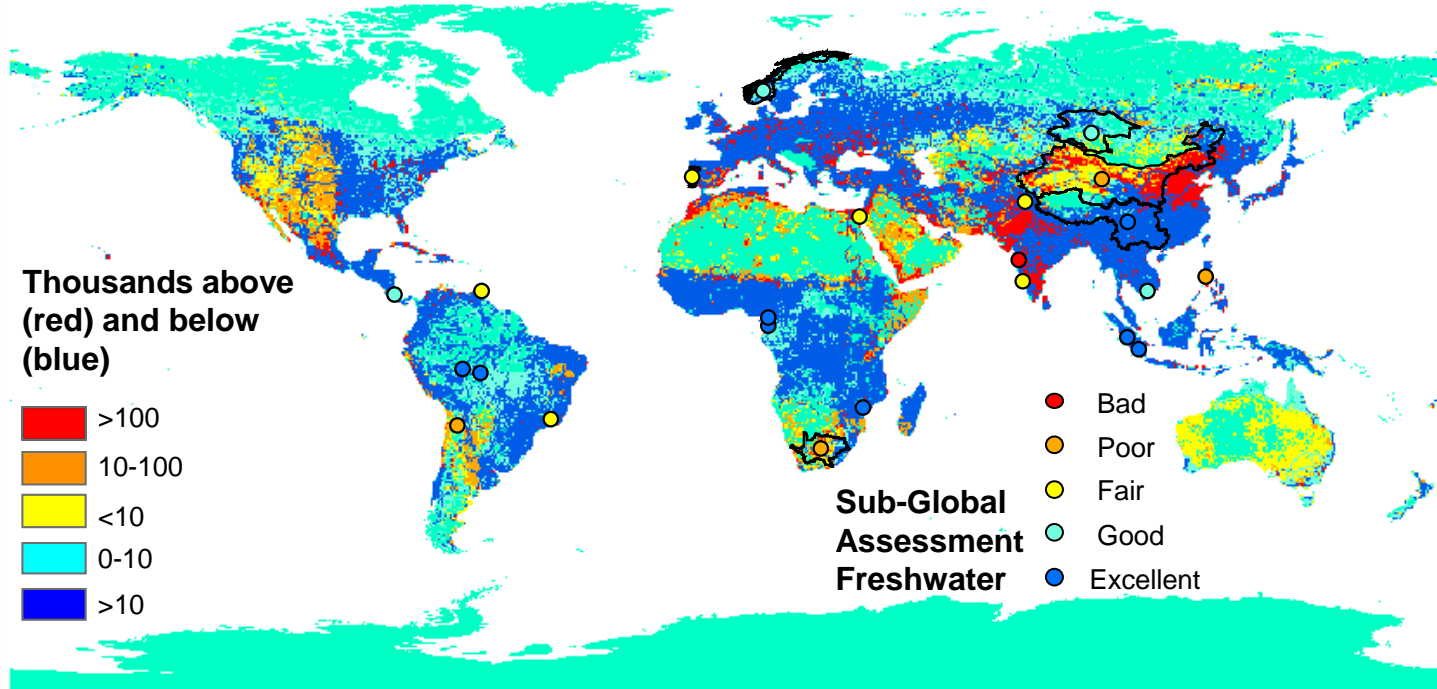 Thousands above
(red) and below
(blue)
>100
10-100
<10
0-10
>10
Sub-Global
Assessment
Freshwater
Bad
Poor
Fair
Good
Excellent